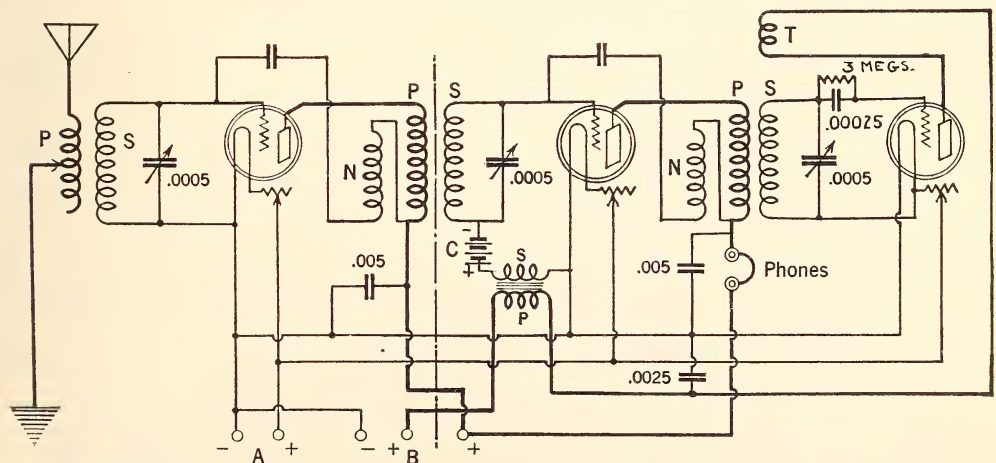 T
3 MEGS.
P S P S
.00025
P S N .0005 N .0005
.0005
- C +
S
P
.005 .005 Phones
.0025
- + - + +
A B